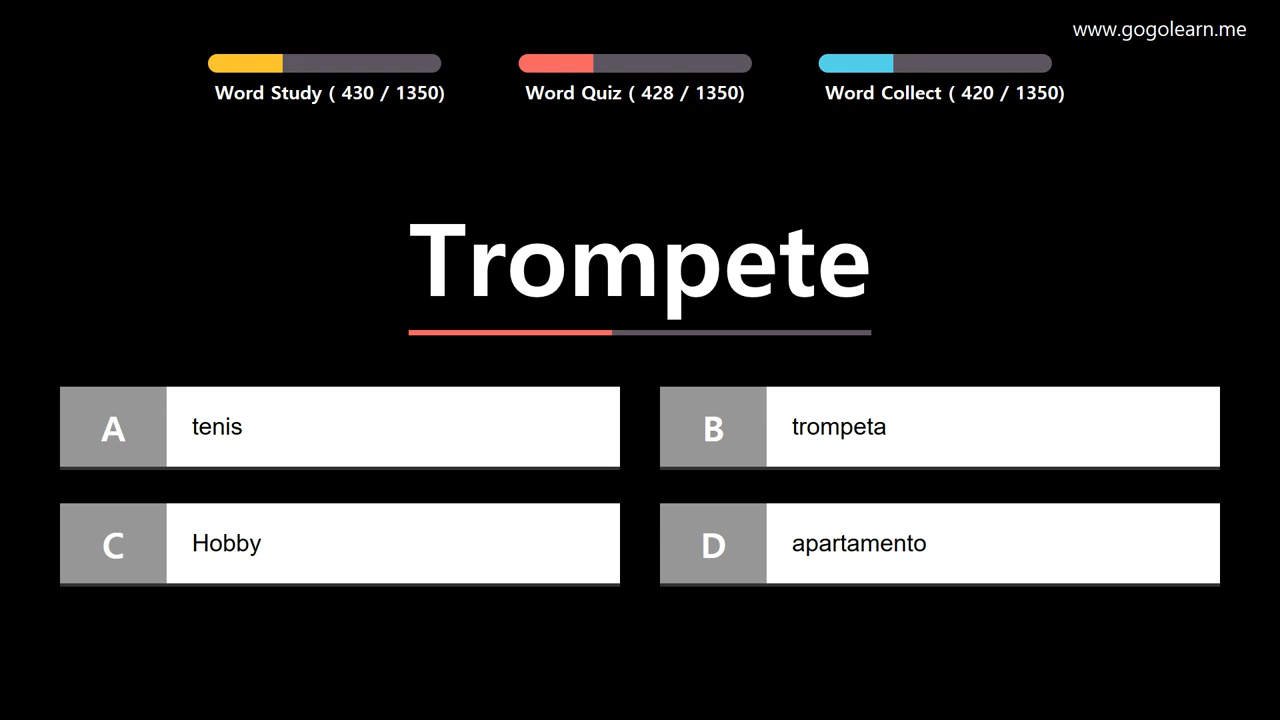 www.gogolearn.me
Word Study ( 430 / 1350)
Word Quiz ( 428 / 1350)
Word Collect ( 420 / 1350)
Trompete
A
tenis
B
trompeta
C
Hobby
D
apartamento